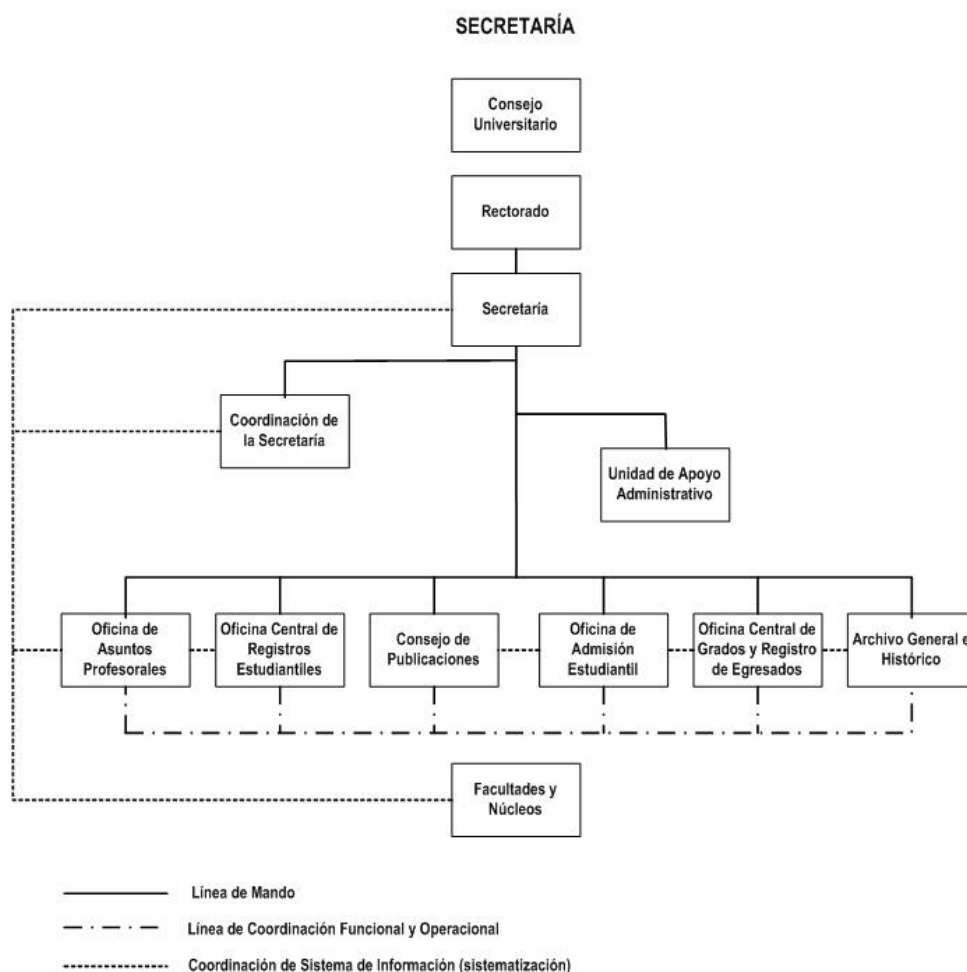 SECRETARÍA
Consejo
Universitario
Rectorado
Secretaría
Coordinación de
la Secretaría
Unidad de Apoyo
Administrativo
Oficina de
Asuntos
Profesorales
Oficina Central de
Registros
Estudiantiles
Consejo de
Publicaciones
Oficina de
Admisión
Estudiantil
Oficina Central de
Grados y Registro
de Egresados
Archivo General e
Histórico
Facultades y
Núcleos
Línea de Mando
Línea de Coordinación Funcional y Operacional
Coordinación de Sistema de Información (sistematización)